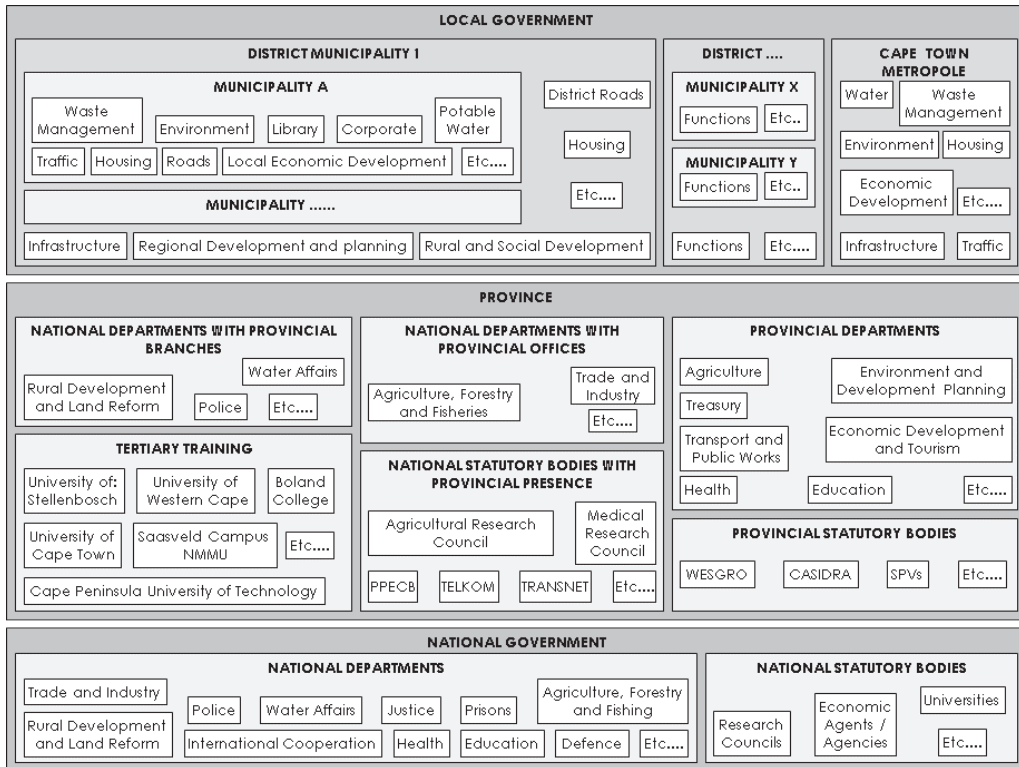 LOCAL GOVERNMENT
DISTRICT MUNICIPALITY 1
MUNICIPALITY A
Waste
Management
Environment
Library
Corporate
Potable
Water
Traffic
Housing
Roads
Local Economic Development
Etc....
MUNICIPALITY ......
District Roads
Housing
Etc....
Infrastructure
Regional Development and planning
Rural and Social Development
DISTRICT ....
MUNICIPALITY X
Functions
Etc..
MUNICIPALITY Y
Functions
Etc..
Functions
Etc....
CAPE TOWN
METROPOLE
Water
Waste
Management
Environment
Housing
Economic
Development
Etc....
Infrastructure
Traffic
PROVINCE
NATIONAL DEPARTMENTS WITH PROVINCIAL
BRANCHES
Water Affairs
Rural Development
and Land Reform
Police
Etc....
TERTIARY TRAINING
University of:
Stellenbosch
University of
Western Cape
Boland
College
University of
Cape Town
Saasveld Campus
NMMU
Etc....
Cape Peninsula University of Technology
NATIONAL DEPARTMENTS WITH
PROVINCIAL OFFICES
Agriculture, Forestry
and Fisheries
Trade and
Industry
Etc....
NATIONAL STATUTORY BODIES WITH
PROVINCIAL PRESENCE
Agricultural Research
Council
Medical
Research
Council
PPECB
TELKOM
TRANSNET
Etc....
PROVINCIAL DEPARTMENTS
Agriculture
Environment and
Development Planning
Treasury
Transport and
Public Works
Economic Development
and Tourism
Health
Education
Etc....
PROVINCIAL STATUTORY BODIES
WESGRO
CASIDRA
SPVs
Etc....
NATIONAL GOVERNMENT
NATIONAL DEPARTMENTS
Trade and Industry
Police
Water Affairs
Justice
Prisons
Agriculture, Forestry
and Fishing
Rural Development
and Land Reform
International Cooperation
Health
Education
Defence
Etc....
NATIONAL STATUTORY BODIES
Research
Councils
Economic
Agents /
Agencies
Universities
Etc....